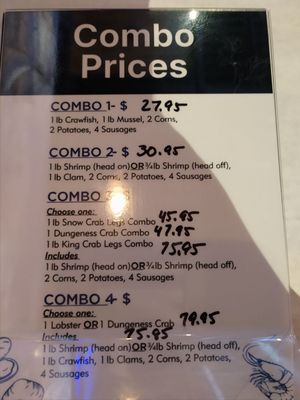 Combo
Prices
COMBO 1- $ 27.95
1 lb Crawfish, 1 lb Mussel, 2 Corns,
2 Potatoes, 4 Sausages
COMBO 2- $ 30.95
1 lb Shrimp (head on)OR ¾lb Shrimp (head off),
1 lb Clam, 2 Corns, 2 Potatoes, 4 Sausages
COMBO 3
Choose one:
1 lb Snow Crab Legs Combo 45.95
1 Dungeness Crab Combo 47.95
1 lb King Crab Legs Combo 75.95
Includes
1 lb Shrimp (head on)OR¾lb Shrimp (head off),
2 Corns, 2 Potatoes, 4 Sausages
COMBO 4- $
Choose one:
1 Lobster OR 1 Dungeness Crab 79.95
Includes 75.95
1 lb Shrimp (head on)OR ¾lb Shrimp (head off),
1 lb Crawfish, 1 lb Clams, 2 Corns, 2 Potatoes,
4 Sausages